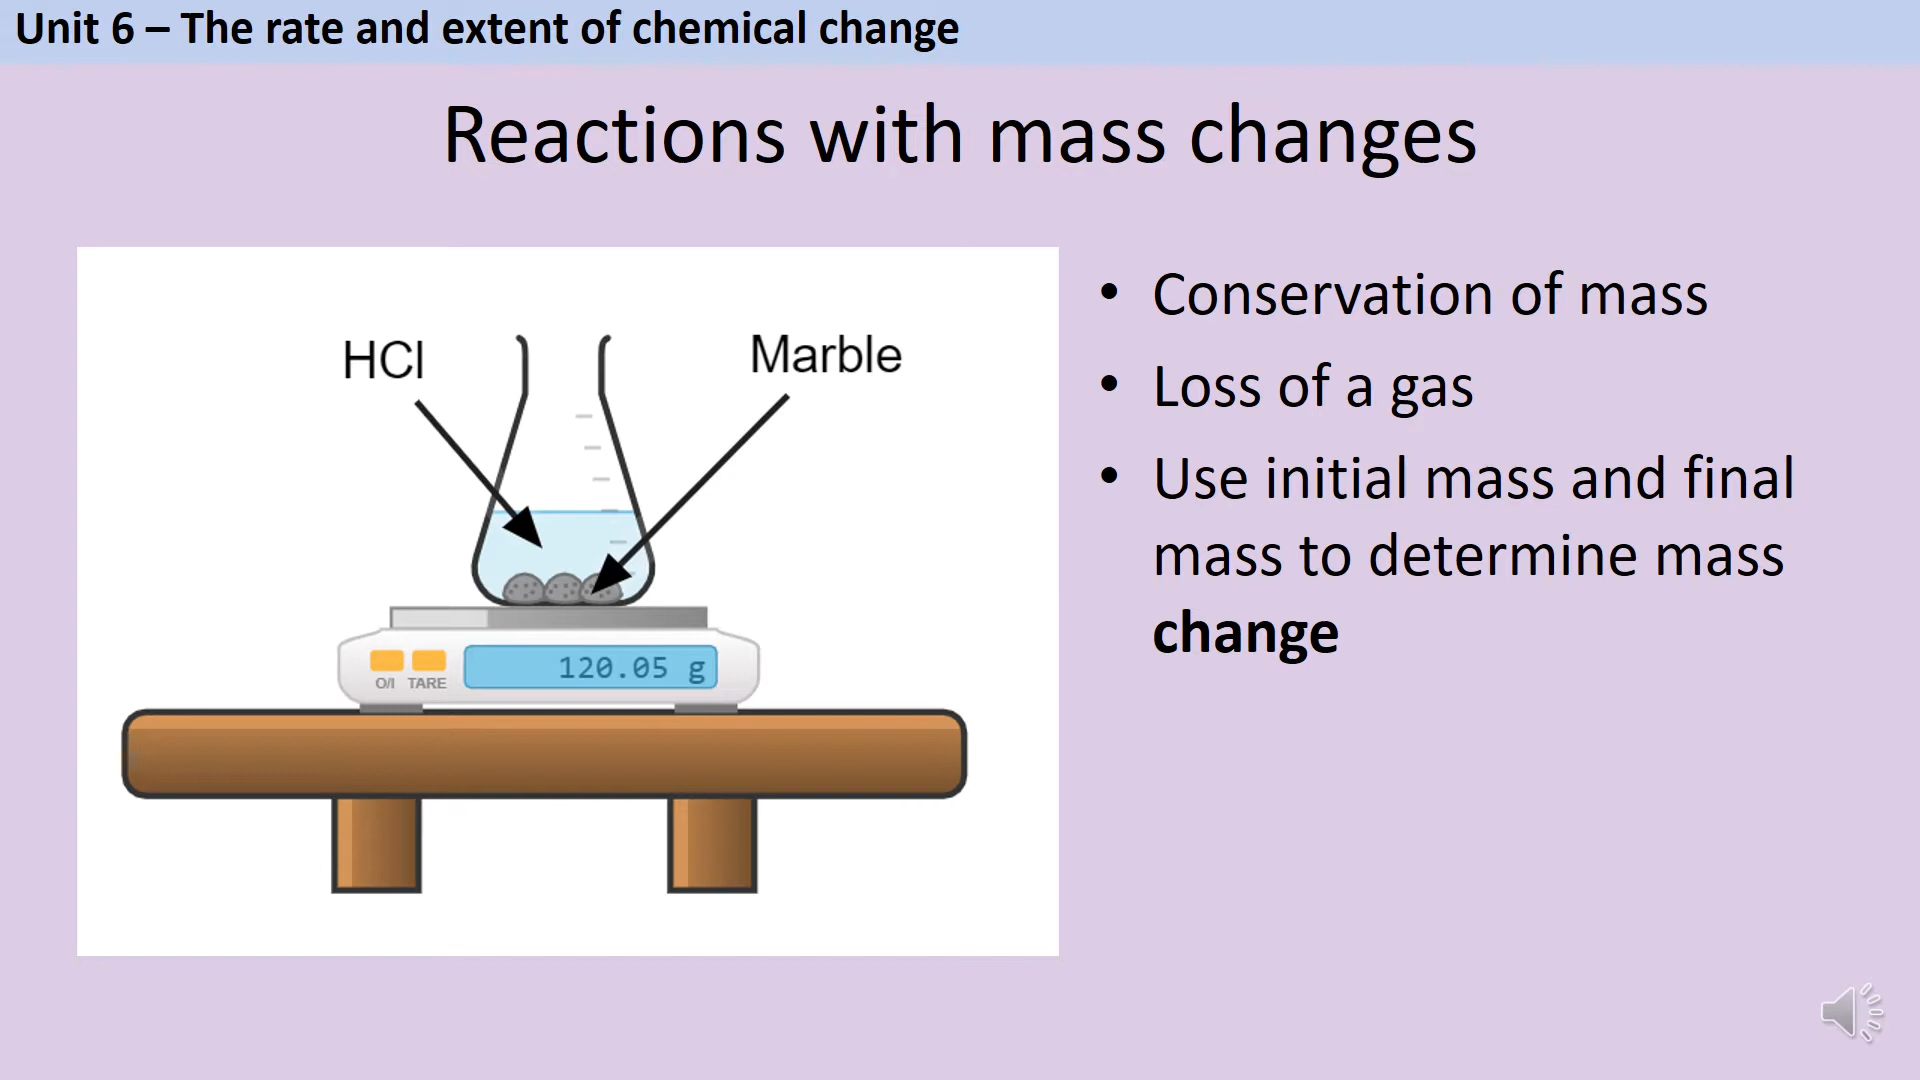 Unit 6 – The rate and extent of chemical change
Reactions with mass changes
HCl
Marble
120.05 g
O/I TARE
• Conservation of mass
• Loss of a gas
• Use initial mass and final
mass to determine mass
change